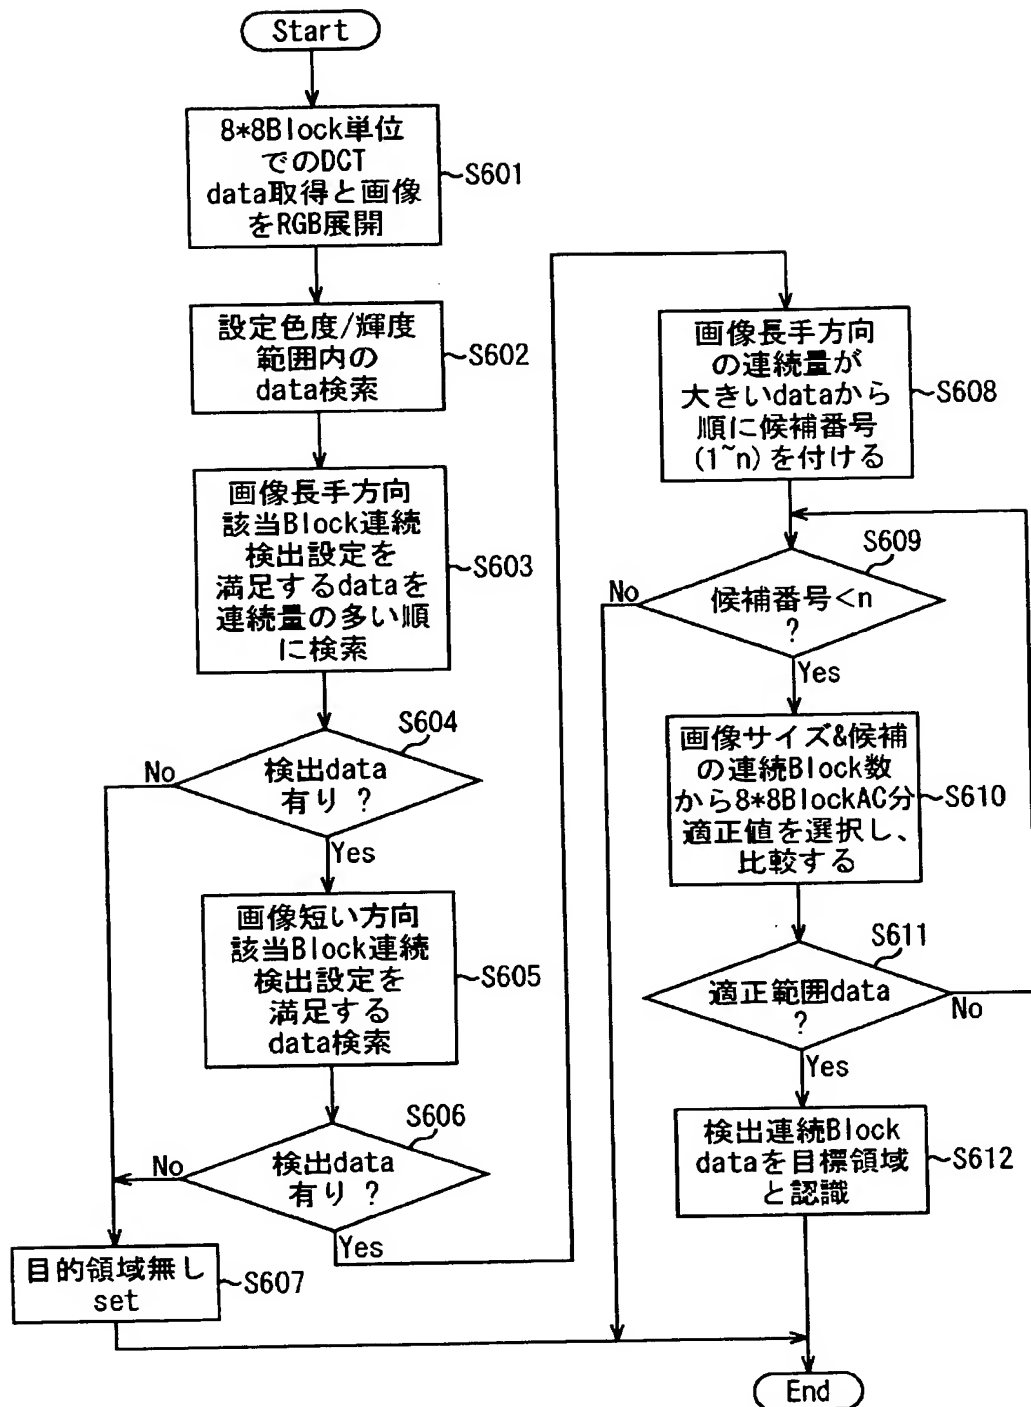 Start
8*8Block単位
でのDCT
data取得と画像
をRGB展開
S601
設定色度/輝度
範囲内の
data検索
S602
画像長手方向
該当Block連続
検出設定を
満足するdataを
連続量の多い順
に検索
S603
S604
検出data
有り ?
No
Yes
画像短い方向
該当Block連続
検出設定を
満足する
data検索
S605
S606
検出data
有り ?
No
Yes
目的領域無し
set
S607
画像長手方向
の連続量が
大きいdataから
順に候補番号
(1~n)を付ける
S608
S609
候補番号<n
?
No
Yes
画像サイズ&候補
の連続Block数
から8*8BlockAC分
適正値を選択し、
比較する
S610
S611
適正範囲data
?
No
Yes
検出連続Block
dataを目標領域
と認識
S612
End